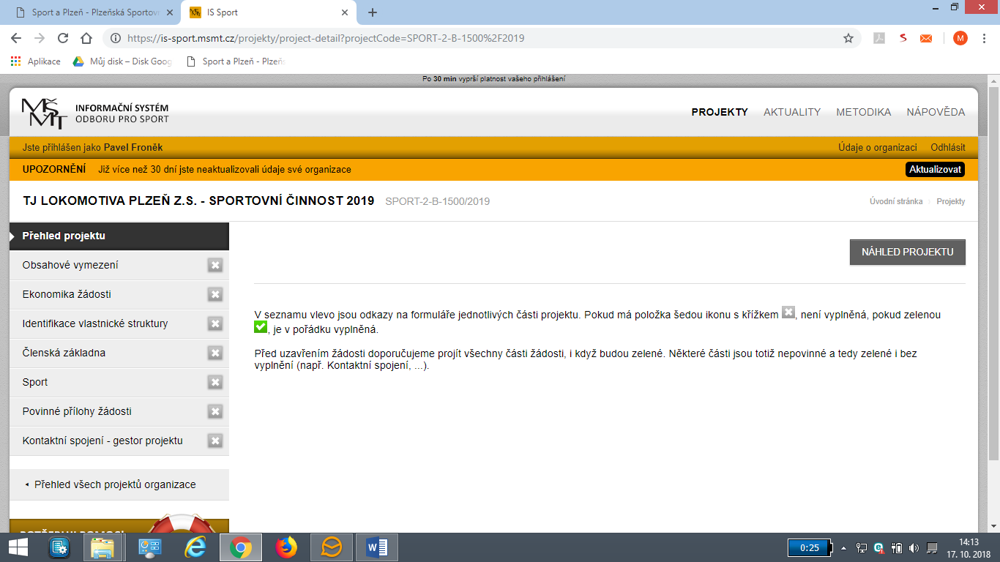 Sport a Plzeň - Plzeňská Sportovn
IS Sport
https://is-sport.msmt.cz/projekty/project-detail?projectCode=SPORT-2-B-1500%2F2019
M
Aplikace
Můj disk – Disk Goog
Sport a Plzeň - Plzeň
Po 30 min vyprší platnost vašeho přihlášení
MŠMT
INFORMAČNÍ SYSTÉM
ODBORU PRO SPORT
PROJEKTY
AKTUALITY
METODIKA
NÁPOVĚDA
Jste přihlášen jako Pavel Froněk
Údaje o organizaci
Odhlásit
UPOZORNĚNÍ
Již více než 30 dní jste neaktualizovali údaje své organizace
Aktualizovat
TJ LOKOMOTIVA PLZEŇ Z.S. - SPORTOVNÍ ČINNOST 2019 SPORT-2-B-1500/2019
Úvodní stránka
Projekty
Přehled projektu
Obsahové vymezení
Ekonomika žádosti
Identifikace vlastnické struktury
Členská základna
Sport
Povinné přílohy žádosti
Kontaktní spojení - gestor projektu
Přehled všech projektů organizace
NÁHLED PROJEKTU
V seznamu vlevo jsou odkazy na formuláře jednotlivých části projektu. Pokud má položka šedou ikonu s křížkem , není vyplněná, pokud zelenou
, je v pořádku vyplněná.
Před uzavřením žádosti doporučujeme projít všechny části žádosti, i když budou zelené. Některé části jsou totiž nepovinné a tedy zelené i bez
vyplnění (např. Kontaktní spojení, ...).
0:25
14:13
17. 10. 2018